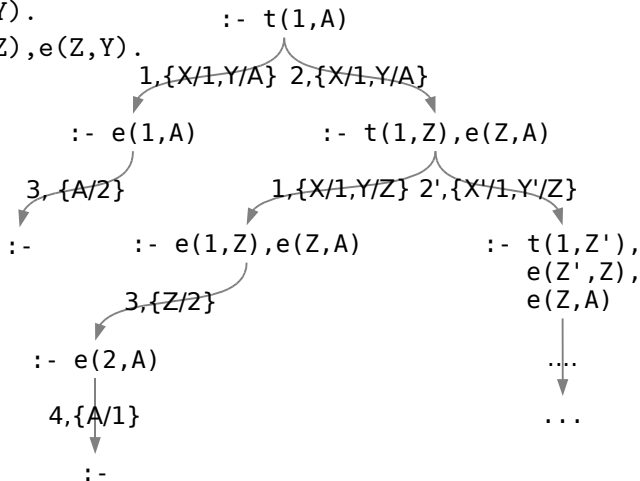 Y).
:- t(1,A)
Z),e(Z,Y).
1,{X/1,Y/A} 2,{X/1,Y/A}
:- e(1,A) :- t(1,Z),e(Z,A)
3, {A/2} 1,{X/1,Y/Z} 2',{X'/1,Y'/Z}
:- :- e(1,Z),e(Z,A) :- t(1,Z'),
e(Z',Z),
3,{Z/2} e(Z,A)
:- e(2,A) ....
4,{A/1} ...
:-